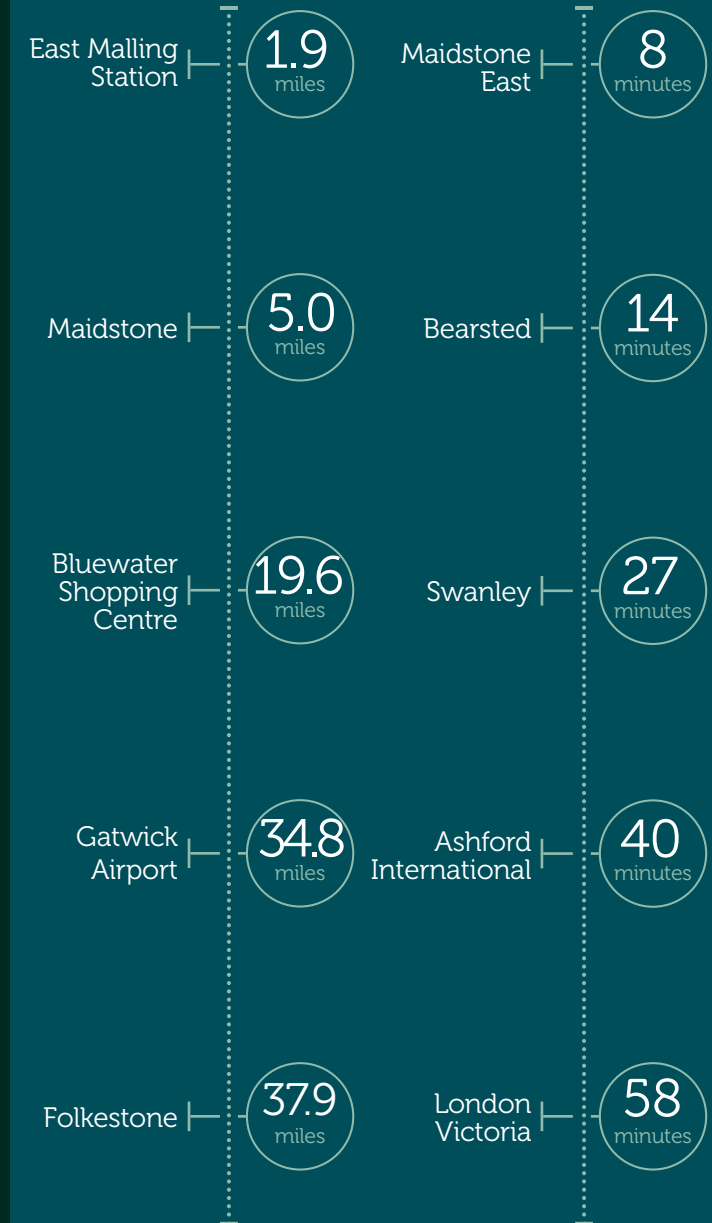 East Malling
Station
1.9
miles
Maidstone
5.0
miles
Bluewater
Shopping
Centre
19.6
miles
Gatwick
Airport
34.8
miles
Folkestone
37.9
miles
Maidstone
East
8
minutes
Bearsted
14
minutes
Swanley
27
minutes
Ashford
International
40
minutes
London
Victoria
58
minutes